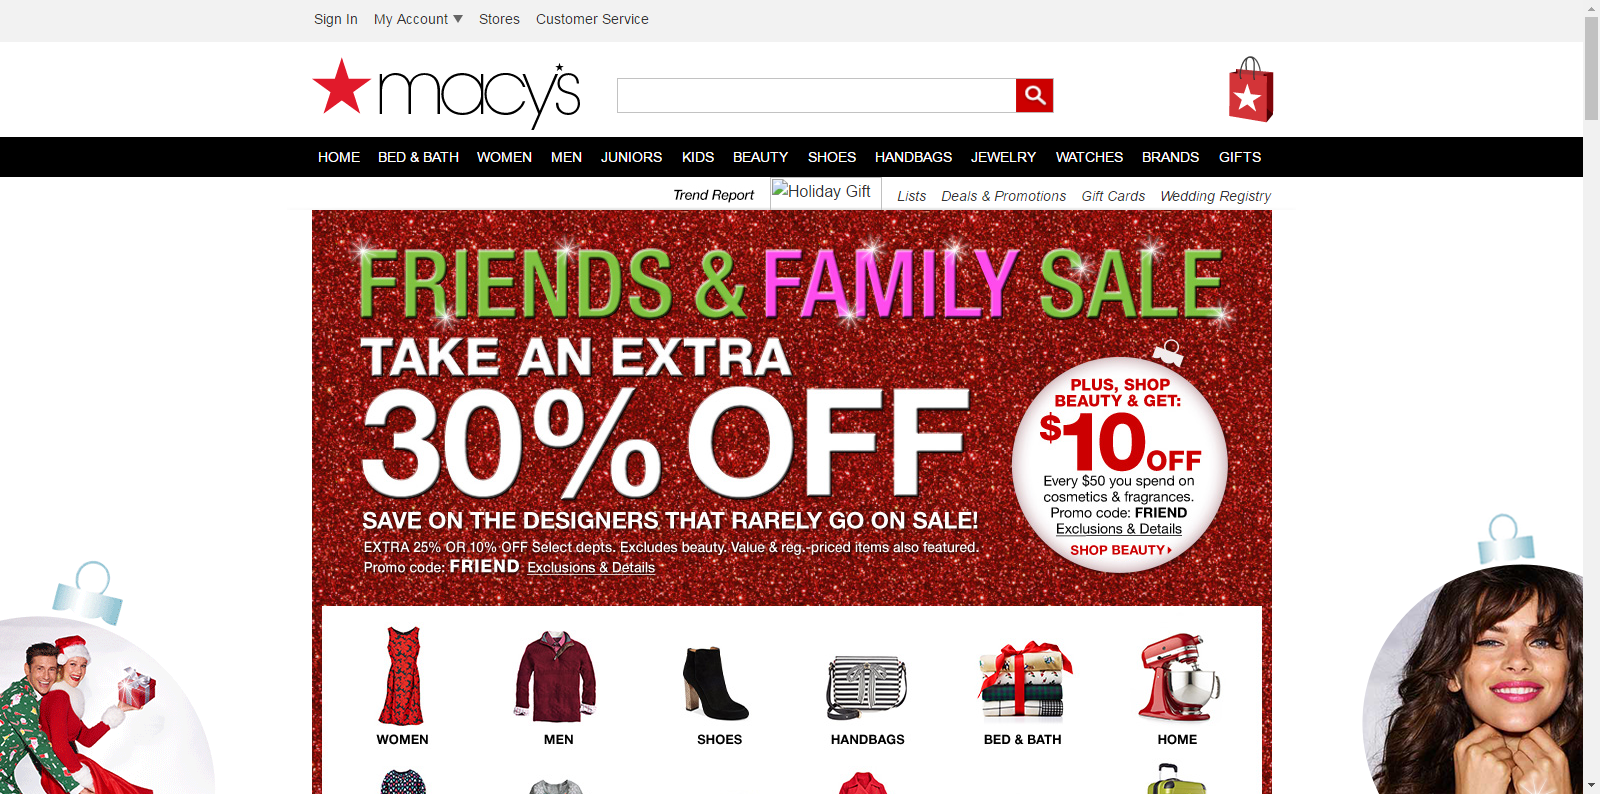 Sign In My Account Stores Customer Service
macy's
HOME BED & BATH WOMEN MEN JUNIORS KIDS BEAUTY SHOES HANDBAGS JEWELRY WATCHES BRANDS GIFTS
Trend Report Holiday Gift Lists Deals & Promotions Gift Cards Wedding Registry
FRIENDS & FAMILY SALE
TAKE AN EXTRA
30% OFF
SAVE ON THE DESIGNERS THAT RARELY GO ON SALE!
EXTRA 25% OR 10% OFF Select depts. Excludes beauty. Value & reg.-priced items also featured.
Promo code: FRIEND Exclusions & Details
PLUS, SHOP
BEAUTY & GET:
$10 OFF
Every $50 you spend on
cosmetics & fragrances.
Promo code: FRIEND
Exclusions & Details
SHOP BEAUTY
WOMEN MEN SHOES HANDBAGS BED & BATH HOME